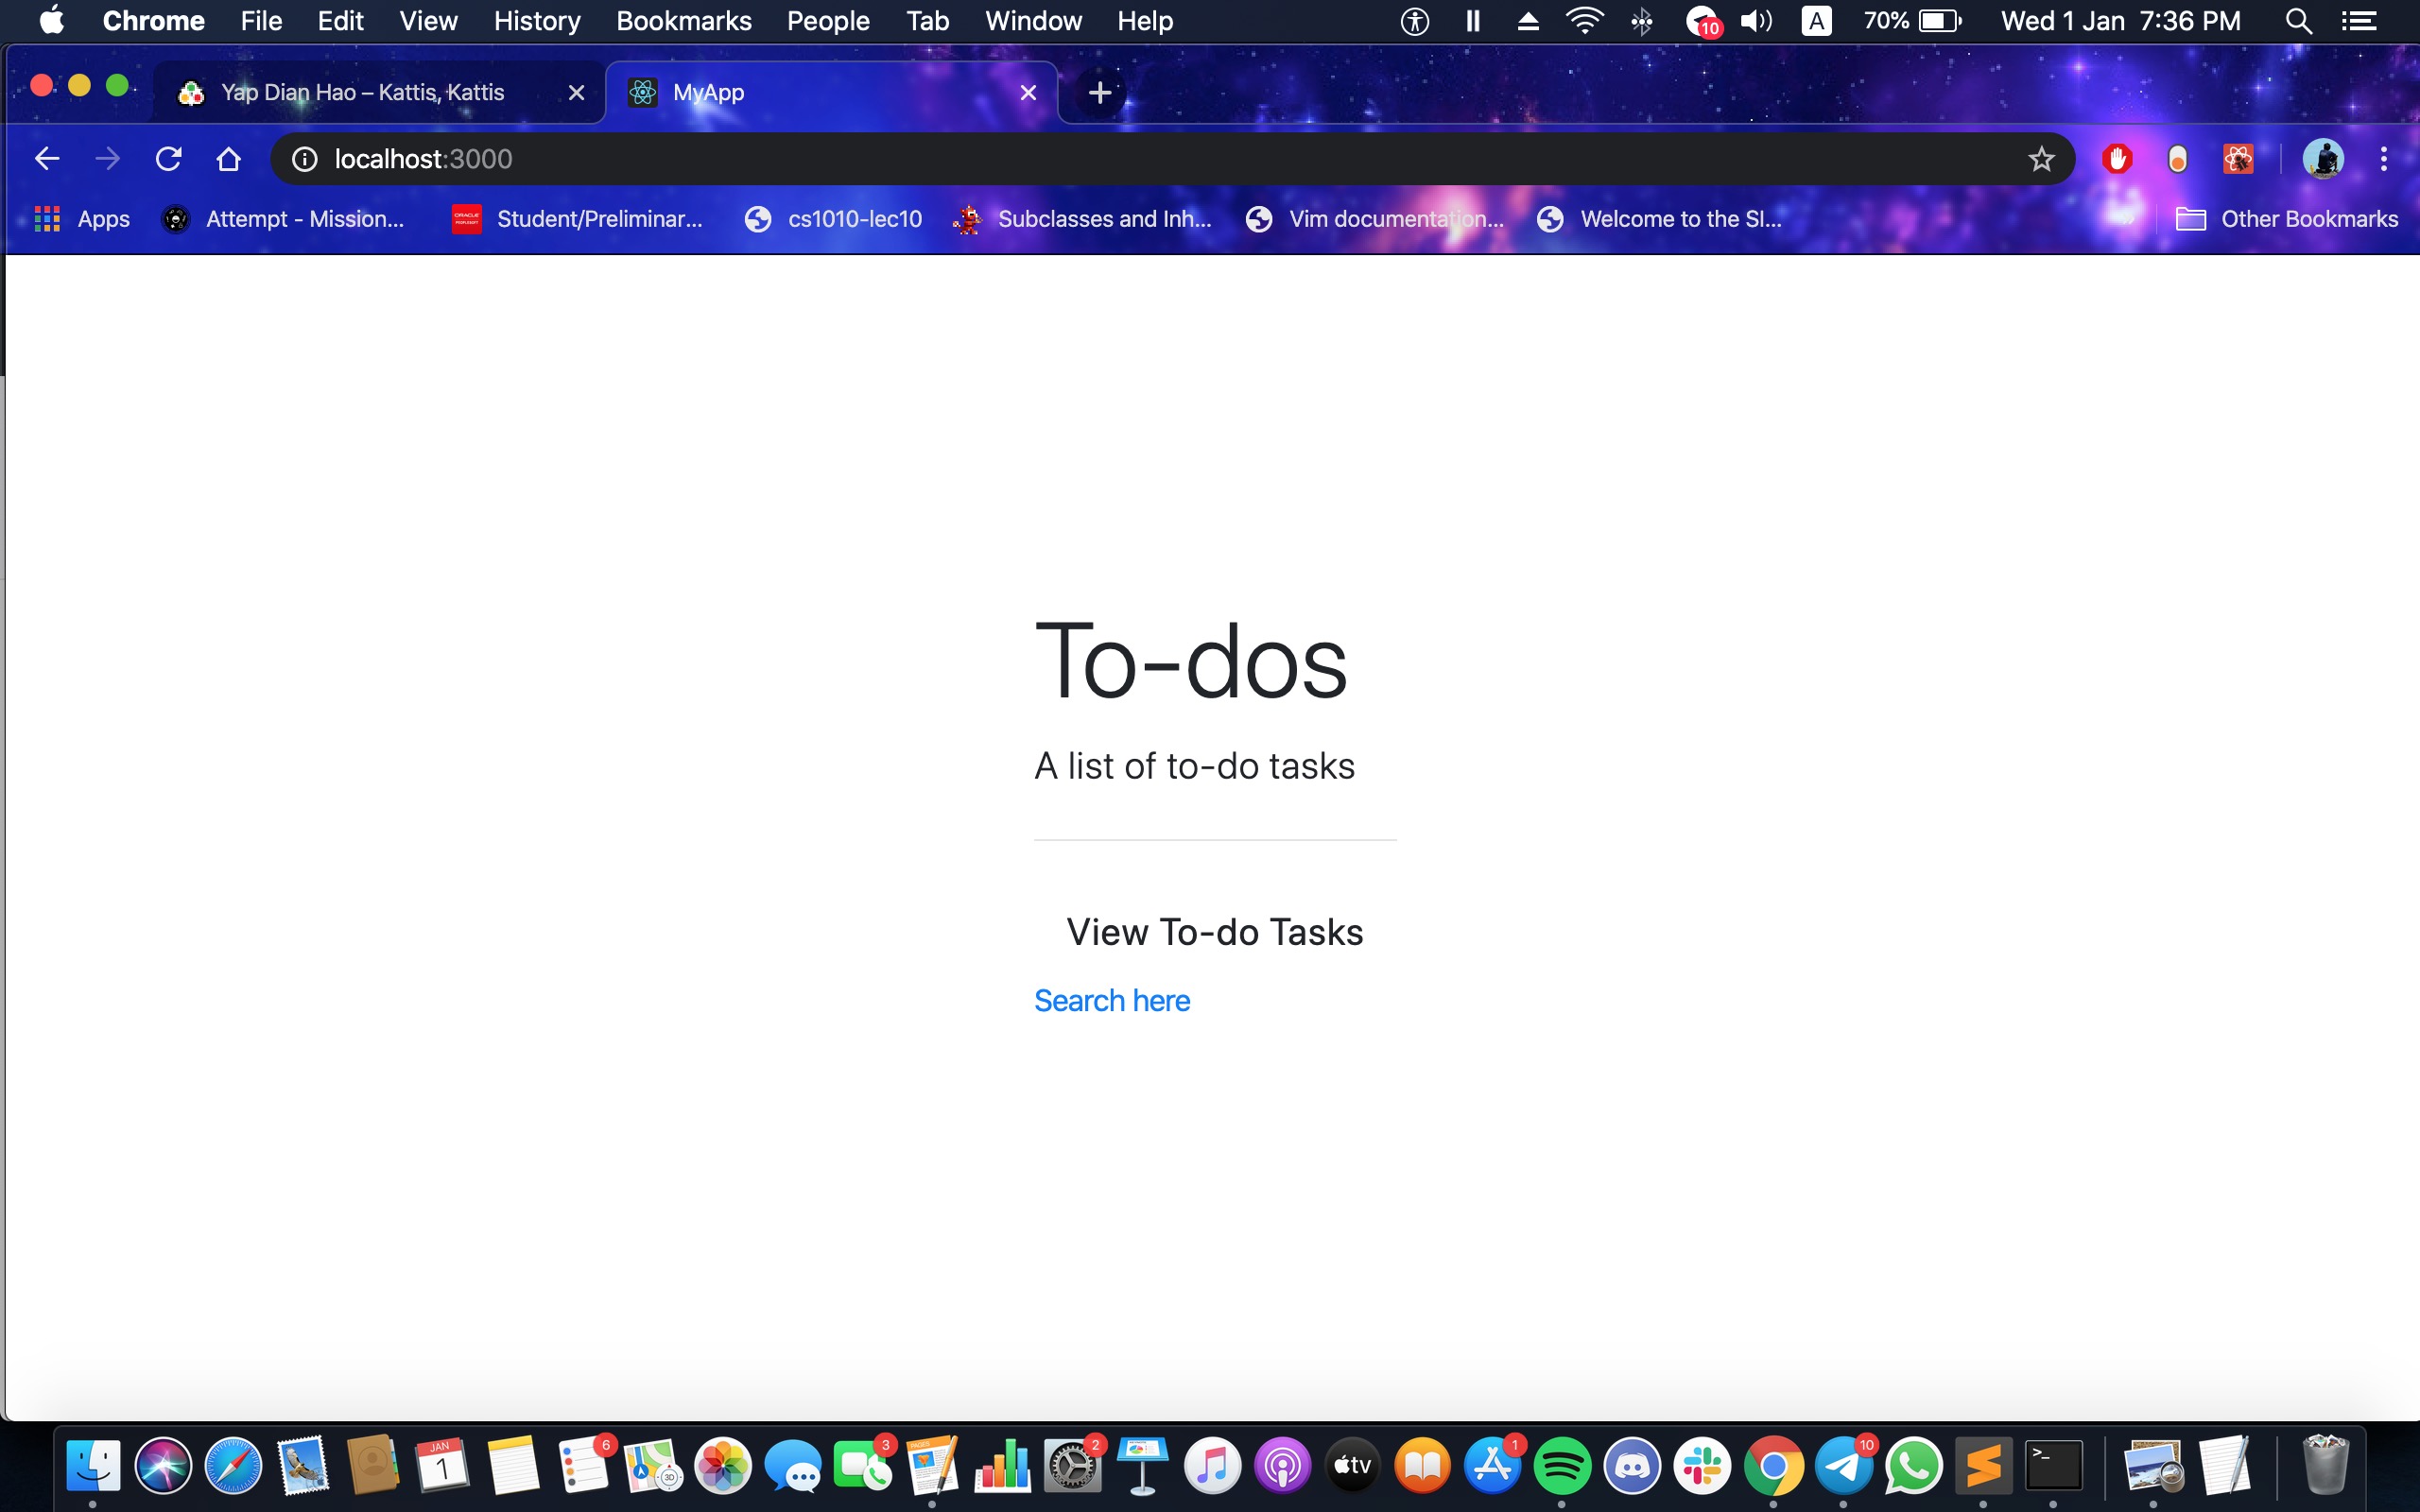 Chrome File Edit View History Bookmarks People Tab Window Help 10 A 70% Wed 1 Jan 7:36 PM
Yap Dian Hao – Kattis, Kattis MyApp
localhost:3000
Apps Attempt - Mission... ORACLE Student/Preliminar... cs1010-lec10 Subclasses and Inh... Vim documentation... Welcome to the Sl... » Other Bookmarks
To-dos
A list of to-do tasks
View To-do Tasks
Search here
JAN 1 6 3D 3 PAGES 2 tv 1 10 >_